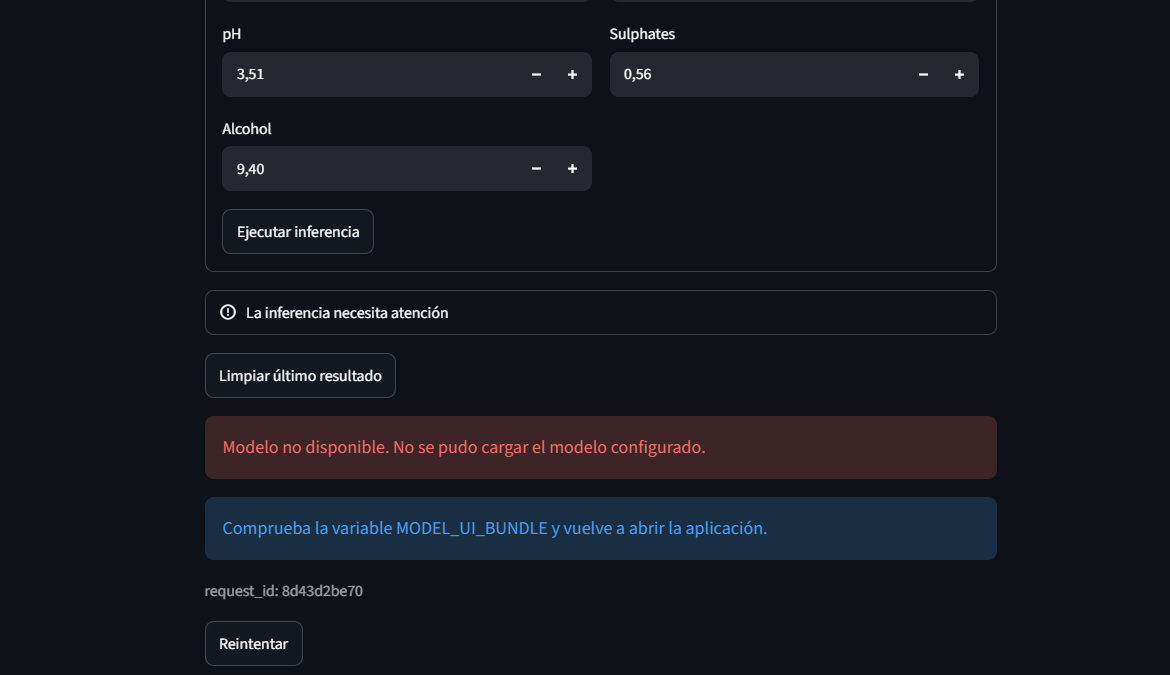 pH
Sulphates
3,51
0,56
Alcohol
9,40
Ejecutar inferencia
La inferencia necesita atención
Limpiar último resultado
Modelo no disponible. No se pudo cargar el modelo configurado.
Comprueba la variable MODEL_UI_BUNDLE y vuelve a abrir la aplicación.
request_id: 8d43d2be70
Reintentar